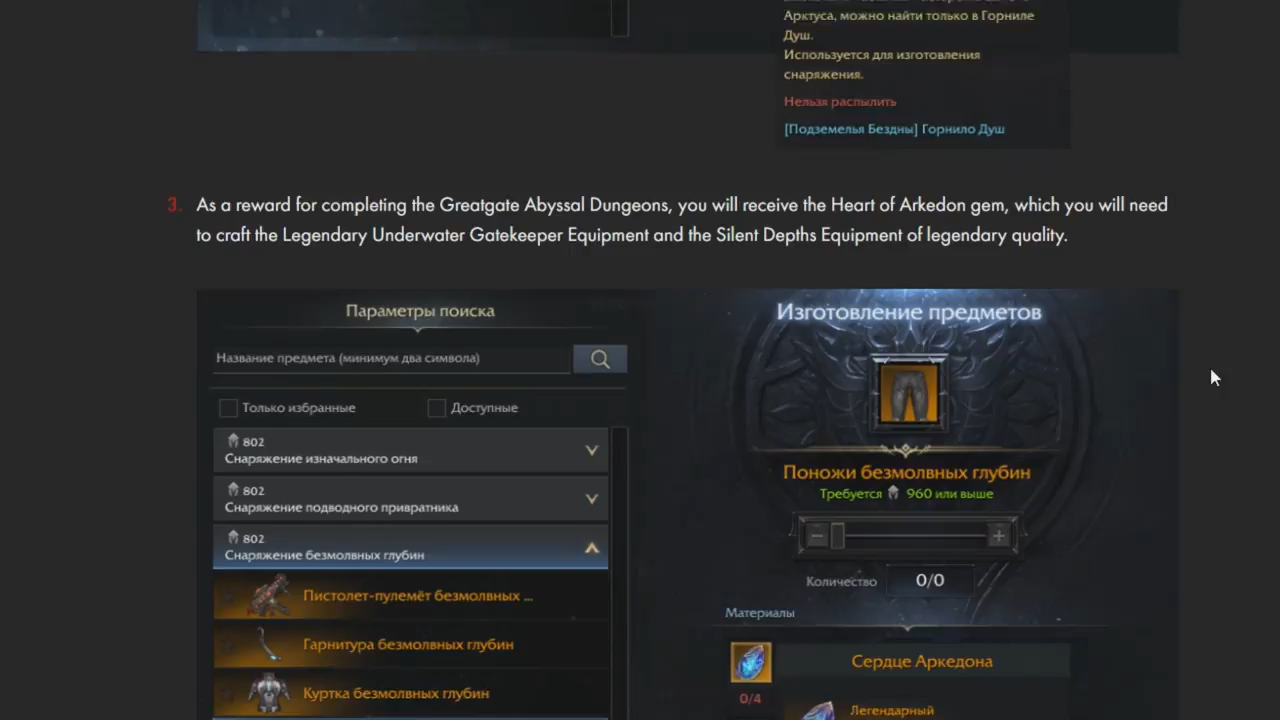 Арктуса, можно найти только в Горниле
Душ.
Используется для изготовления
снаряжения.
Нельзя распылить
[Подземелья Бездны] Горнило Душ
3. As a reward for completing the Greatgate Abyssal Dungeons, you will receive the Heart of Arkedon gem, which you will need
to craft the Legendary Underwater Gatekeeper Equipment and the Silent Depths Equipment of legendary quality.
Параметры поиска
Название предмета (минимум два символа)
Только избранные
Доступные
802
Снаряжение изначального огня
802
Снаряжение подводного привратника
802
Снаряжение безмолвных глубин
Пистолет-пулемёт безмолвных ...
Гарнитура безмолвных глубин
Куртка безмолвных глубин
Изготовление предметов
Поножи безмолвных глубин
Требуется 960 или выше
Количество 0/0
Материалы
Сердце Аркедона
0/4
Легендарный